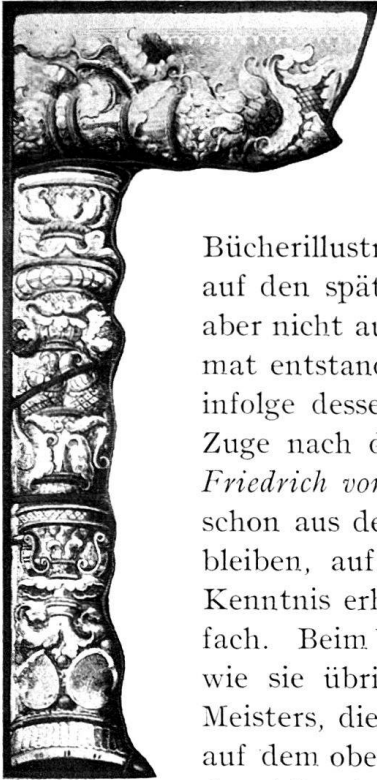 Bücherillustr
auf den spät
aber nicht au
mat entstand
infolge desse
Zuge nach d
Friedrich vor
schon aus de
bleiben, auf
Kenntnis erh
fach. Beim
wie sie übri
Meisters, die
auf dem obe